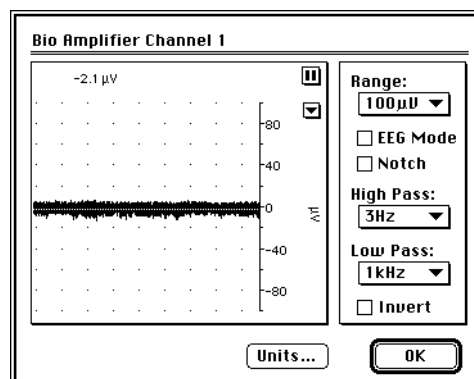 Bio Amplifier Channel 1
-2.1 µV
80
40
0
-40
-80
µV
Range:
100µV
EEG Mode
Notch
High Pass:
3Hz
Low Pass:
1kHz
Invert
Units...
OK